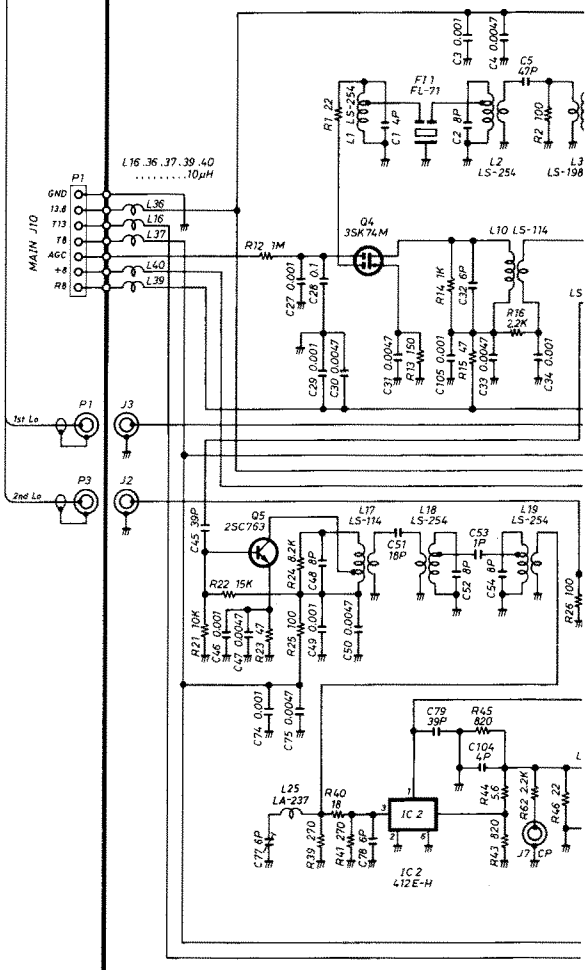 C3 0.001
C4 0.0047
C5
47P
FI 1
FL-71
R1 22
L1 LS-254
C1 4P
C2 8P
L2
LS-254
R2 100
L3
LS-198
L16 .36 .37 .39 .40
.........10μH
P1
GND
13.8
T13
T8
AGC
+8
R8
MAIN J10
L36
L16
L37
L40
L39
R12 1M
Q4
3SK74M
L10 LS-114
C27 0.001
C28 0.1
R14 1K
C32 6P
R16
2.2K
LS
C29 0.001
C30 0.0047
C31 0.0047
R13 150
C105 0.001
R15 47
C33 0.0047
C34 0.001
1st Lo
P1
J3
2nd Lo
P3
J2
C45 39P
Q5
2SC763
R24 8.2K
C48 8P
L17
LS-114
C51
18P
L18
LS-254
C52 8P
C53
1P
C54 8P
L19
LS-254
R26 100
R22 15K
R21 10K
C46 0.001
C47 0.0047
R23 47
R25 100
C49 0.001
C50 0.0047
C74 0.001
C75 0.0047
C79
39P
R45
820
C104
4P
L25
LA-237
R40
18
C77 6P
R39 270
R41 270
C78 6P
1
3
IC 2
2
6
R44
5.6
R43 820
R62 2.2K
R46 22
J7 CP
L
IC 2
412E-H